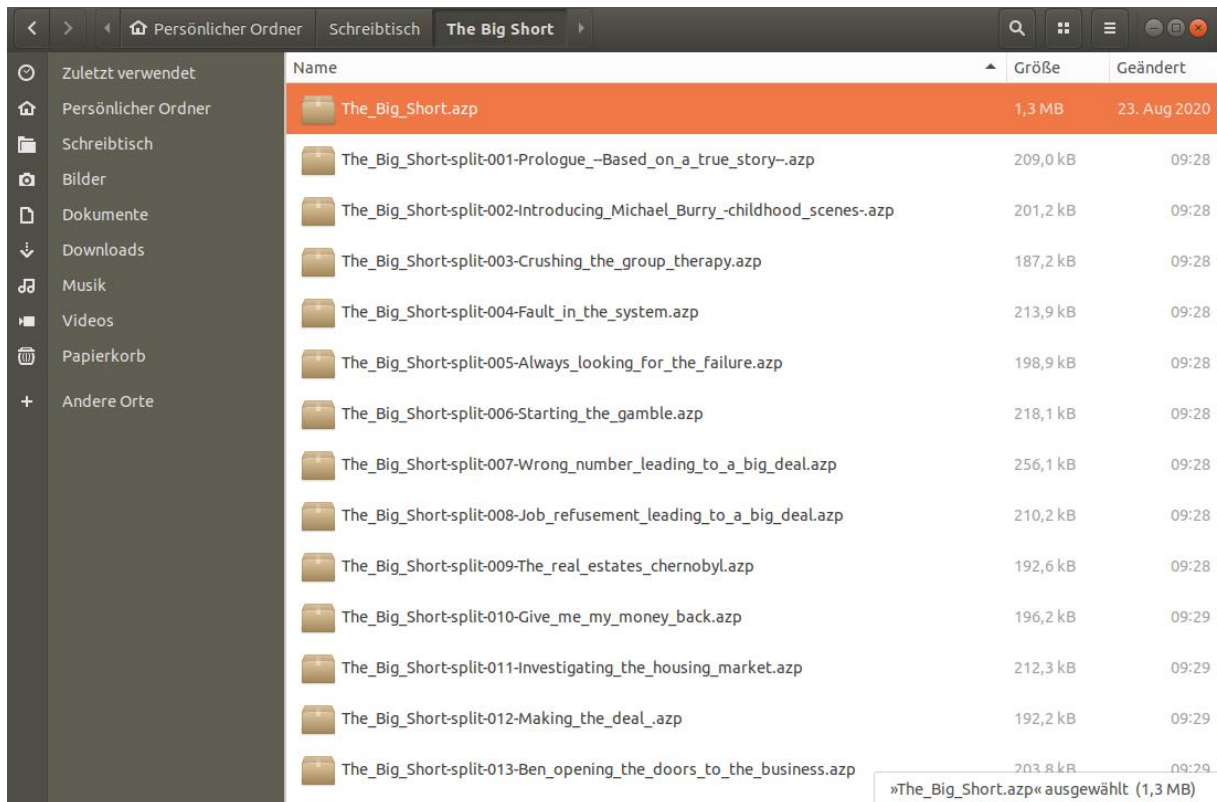 Persönlicher Ordner Schreibtisch The Big Short
Name Größe Geändert
Zuletzt verwendet
Persönlicher Ordner
Schreibtisch
Bilder
Dokumente
Downloads
Musik
Videos
Papierkorb
Andere Orte
The_Big_Short.azp 1,3 MB 23. Aug 2020
The_Big_Short-split-001-Prologue_--Based_on_a_true_story--.azp 209,0 kB 09:28
The_Big_Short-split-002-Introducing_Michael_Burry_-childhood_scenes-.azp 201,2 kB 09:28
The_Big_Short-split-003-Crushing_the_group_therapy.azp 187,2 kB 09:28
The_Big_Short-split-004-Fault_in_the_system.azp 213,9 kB 09:28
The_Big_Short-split-005-Always_looking_for_the_failure.azp 198,9 kB 09:28
The_Big_Short-split-006-Starting_the_gamble.azp 218,1 kB 09:28
The_Big_Short-split-007-Wrong_number_leading_to_a_big_deal.azp 256,1 kB 09:28
The_Big_Short-split-008-Job_refusement_leading_to_a_big_deal.azp 210,2 kB 09:28
The_Big_Short-split-009-The_real_estates_chernobyl.azp 192,6 kB 09:28
The_Big_Short-split-010-Give_me_my_money_back.azp 196,2 kB 09:29
The_Big_Short-split-011-Investigating_the_housing_market.azp 212,3 kB 09:29
The_Big_Short-split-012-Making_the_deal_.azp 192,2 kB 09:29
The_Big_Short-split-013-Ben_opening_the_doors_to_the_business.azp 203,8 kB 09:29
»The_Big_Short.azp« ausgewählt (1,3 MB)